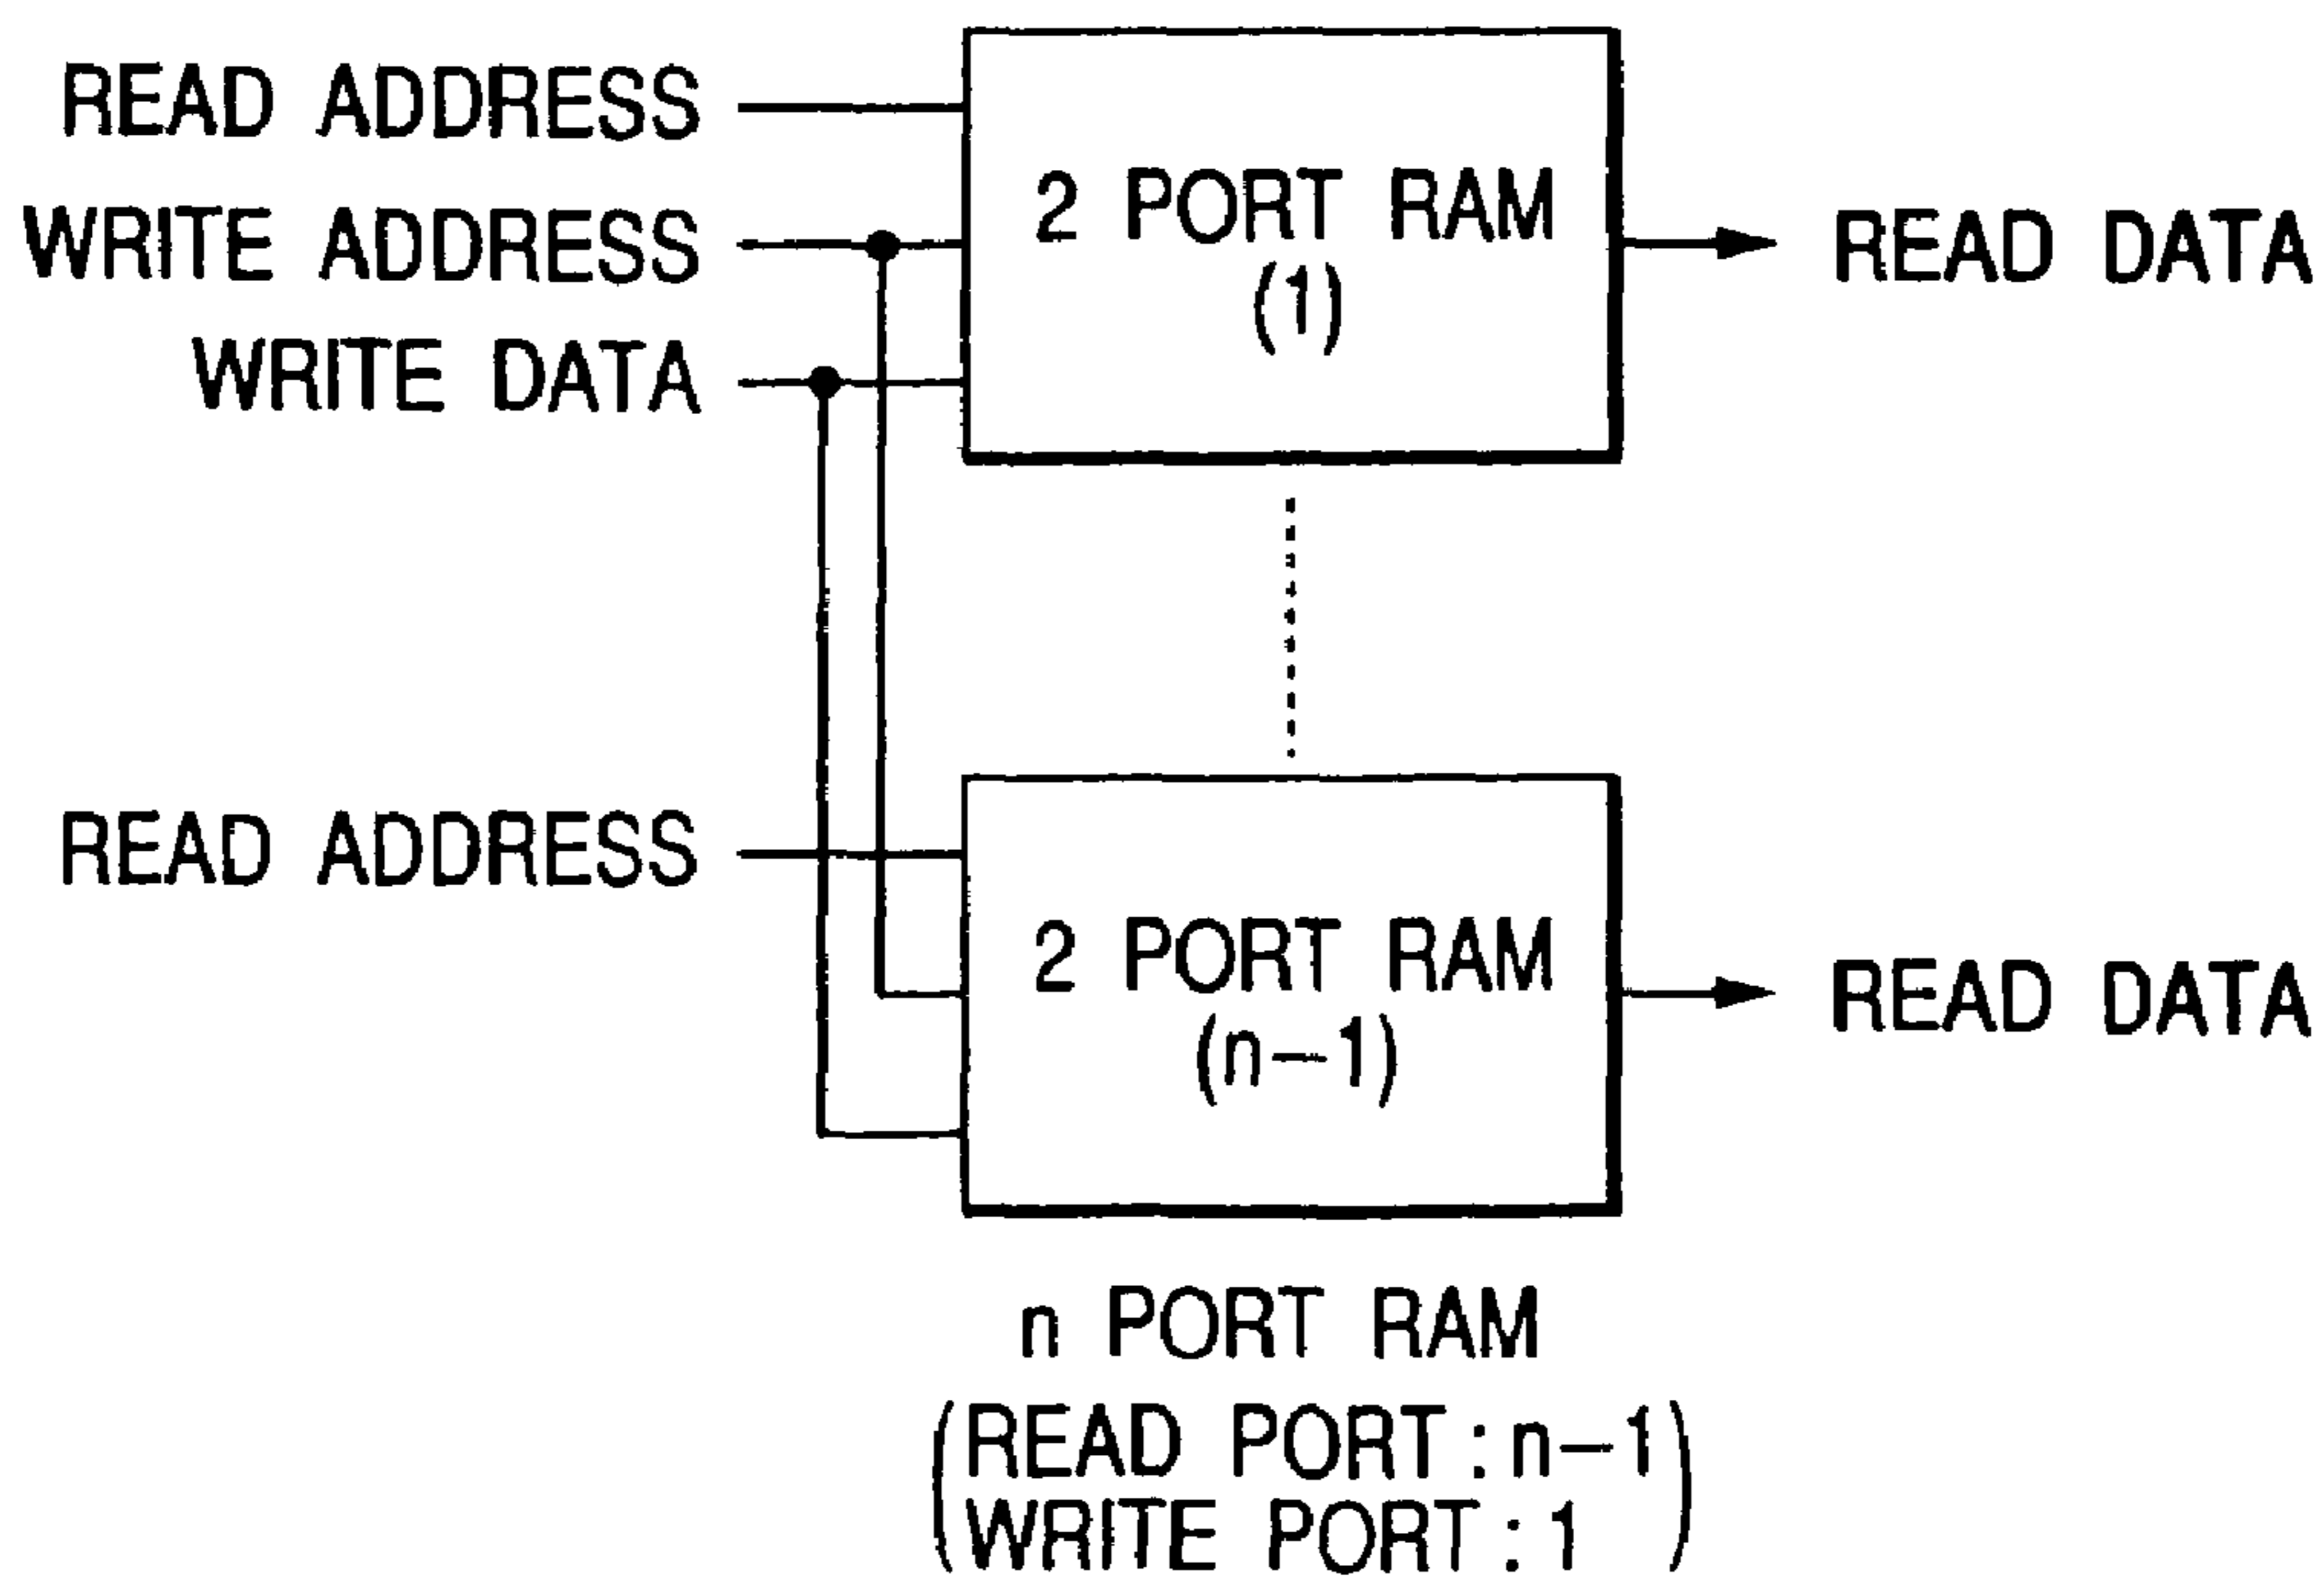 READ ADDRESS
WRITE ADDRESS
WRITE DATA
2 PORT RAM
(1)
READ DATA
READ ADDRESS
2 PORT RAM
(n-1)
READ DATA
n PORT RAM
(READ PORT:n-1
WRITE PORT:1)